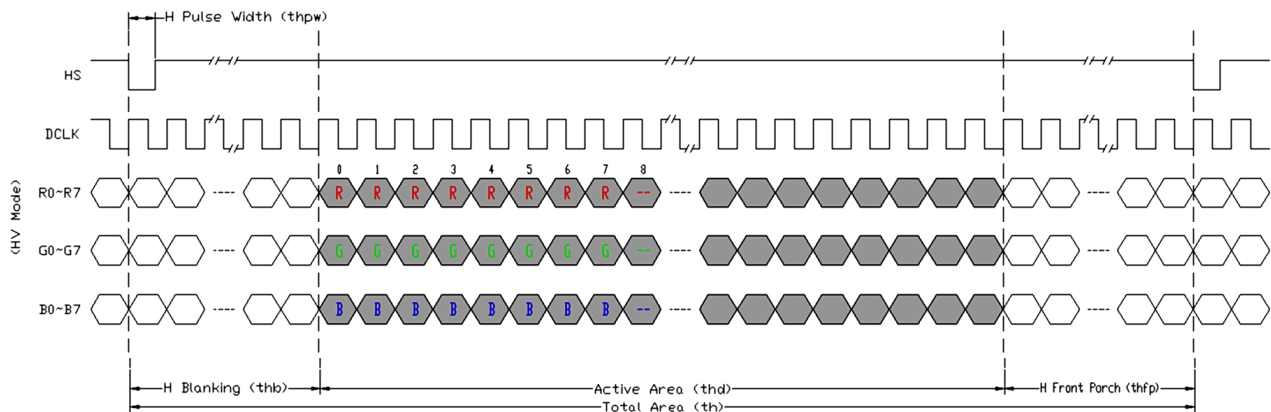 H Pulse Width (thpw)
HS
DCLK
(HV Mode)
0 1 2 3 4 5 6 7 8
R0~R7 ---- R R R R R R R R -- ---- ----
G0~G7 ---- G G G G G G G G -- ---- ----
B0~B7 ---- B B B B B B B B -- ---- ----
H Blanking (thb) Active Area (thd) H Front Porch (thfp)
Total Area (th)